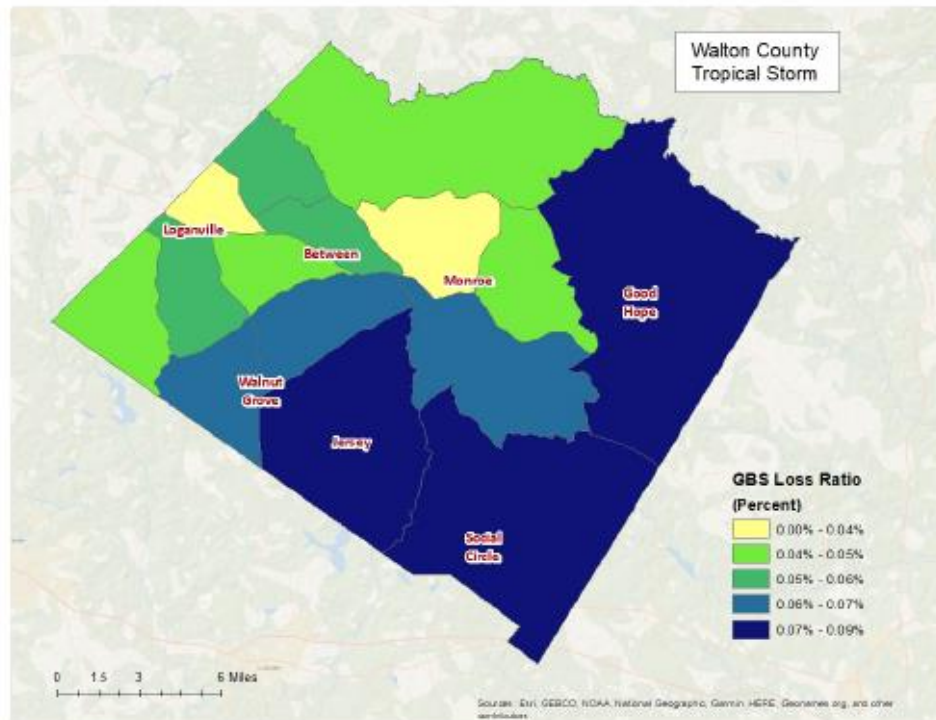 Walton County
Tropical Storm
Loganville
Between
Monroe
Good
Hope
Walnut
Grove
Jersey
Social
Circle
GBS Loss Ratio
(Percent)
0.00% - 0.04%
0.04% - 0.05%
0.05% - 0.06%
0.06% - 0.07%
0.07% - 0.09%
0 1.5 3 6 Miles
Sources: Esri, GEBCO, NOAA, National Geographic, Garmin, HERE, Geonames.org, and other
contributors